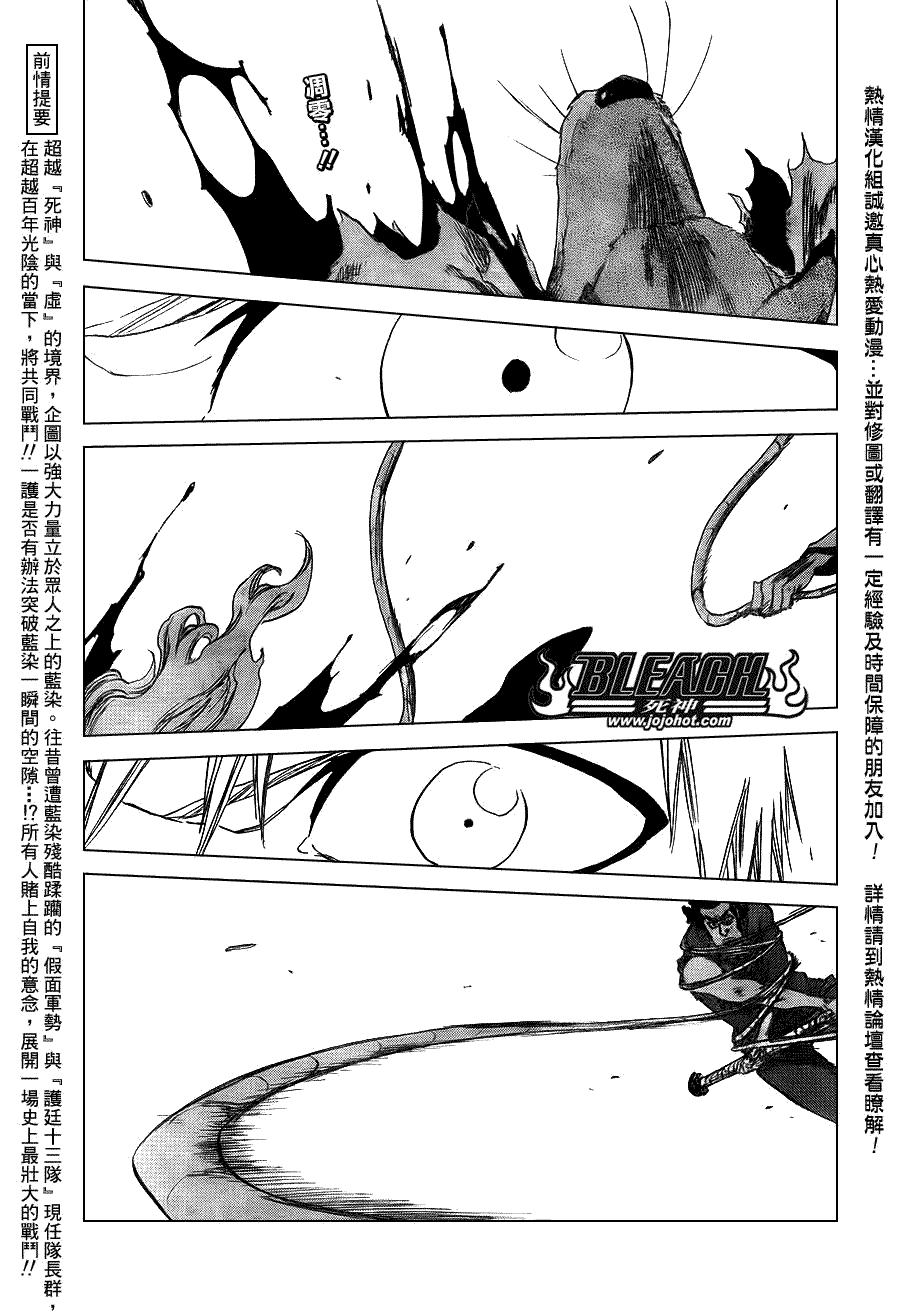 熱情漢化組誠邀真心熱愛動漫…並對修圖或翻譯有一定經驗及時間保障的朋友加入! 詳情請到熱情論壇查看瞭解!
凋零…!!
BLEACH
死神
www.jojohot.com
前情提要
超越『死神』與『虛』的境界,企圖以強大力量立於眾人之上的藍染。往昔曾遭藍染殘酷蹂躪的『假面軍勢』與『護廷十三隊』現任隊長群,
在超越百年光陰的當下,將共同戰鬥!!一護是否有辦法突破藍染一瞬間的空隙…!?所有人賭上自我的意念,展開一場史上最壯大的戰鬥!!